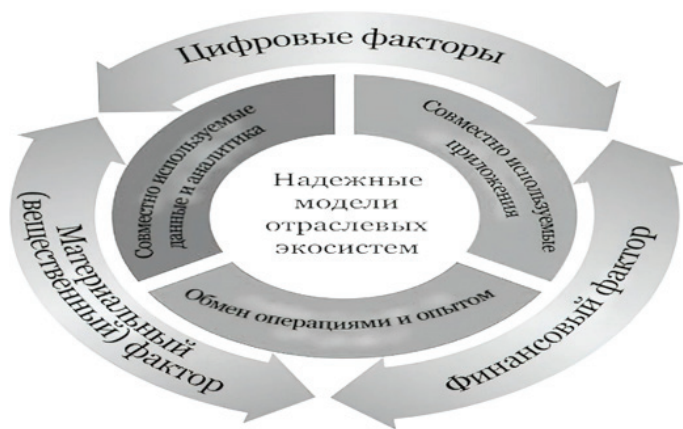 Цифровые факторы
Совместно используемые
данные и аналитика
Совместно используемые
приложения
Надежные
модели
отраслевых
экосистем
Обмен операциями и опытом
Материальный
(вещественный) фактор
Финансовый фактор